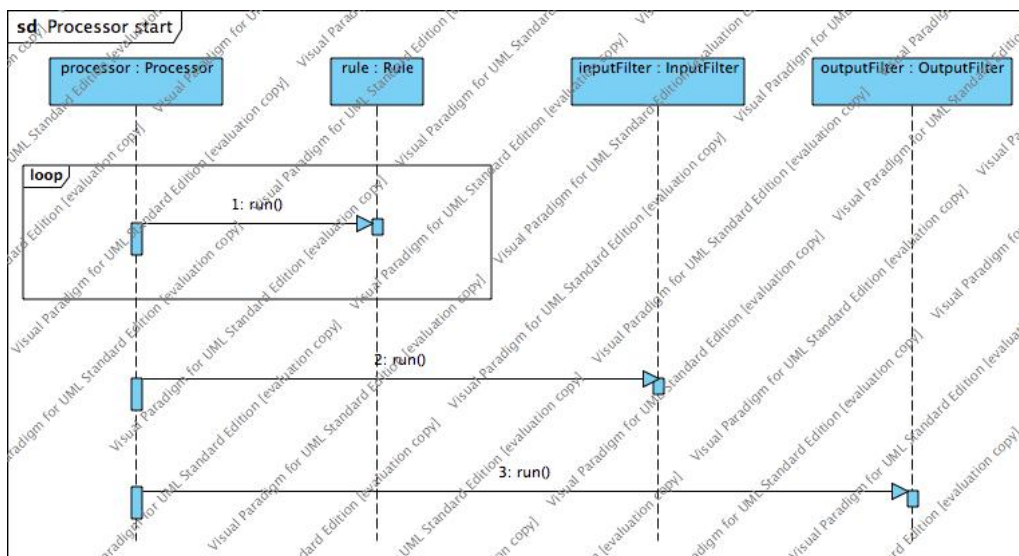 sd Processor start
processor : Processor
rule : Rule
inputFilter : InputFilter
outputFilter : OutputFilter
loop
1: run()
2: run()
3: run()
Visual Paradigm for UML Standard Edition [evaluation copy]